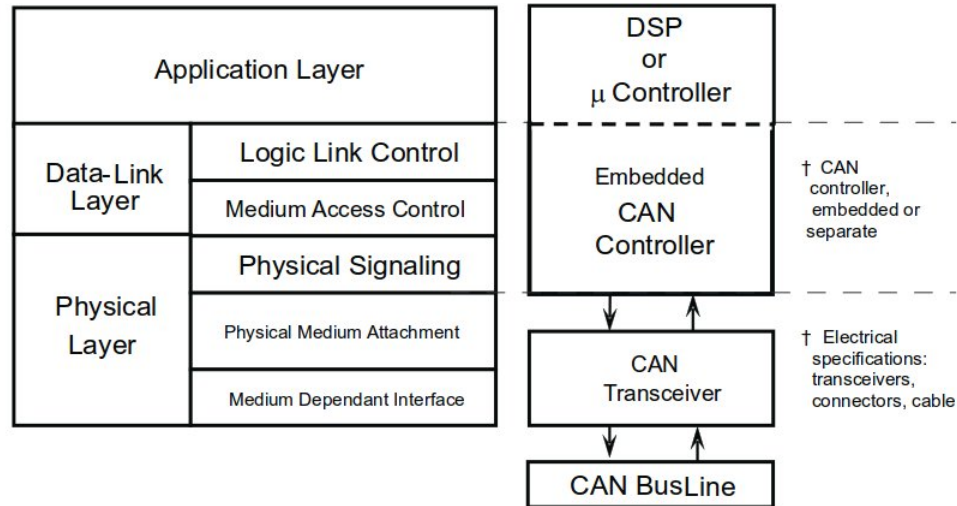 Application Layer
Data-Link
Layer
Logic Link Control
Medium Access Control
Physical
Layer
Physical Signaling
Physical Medium Attachment
Medium Dependant Interface
DSP
or
μ Controller
Embedded
CAN
Controller
CAN
Transceiver
CAN BusLine
† CAN
controller,
embedded or
separate
† Electrical
specifications:
transceivers,
connectors, cable